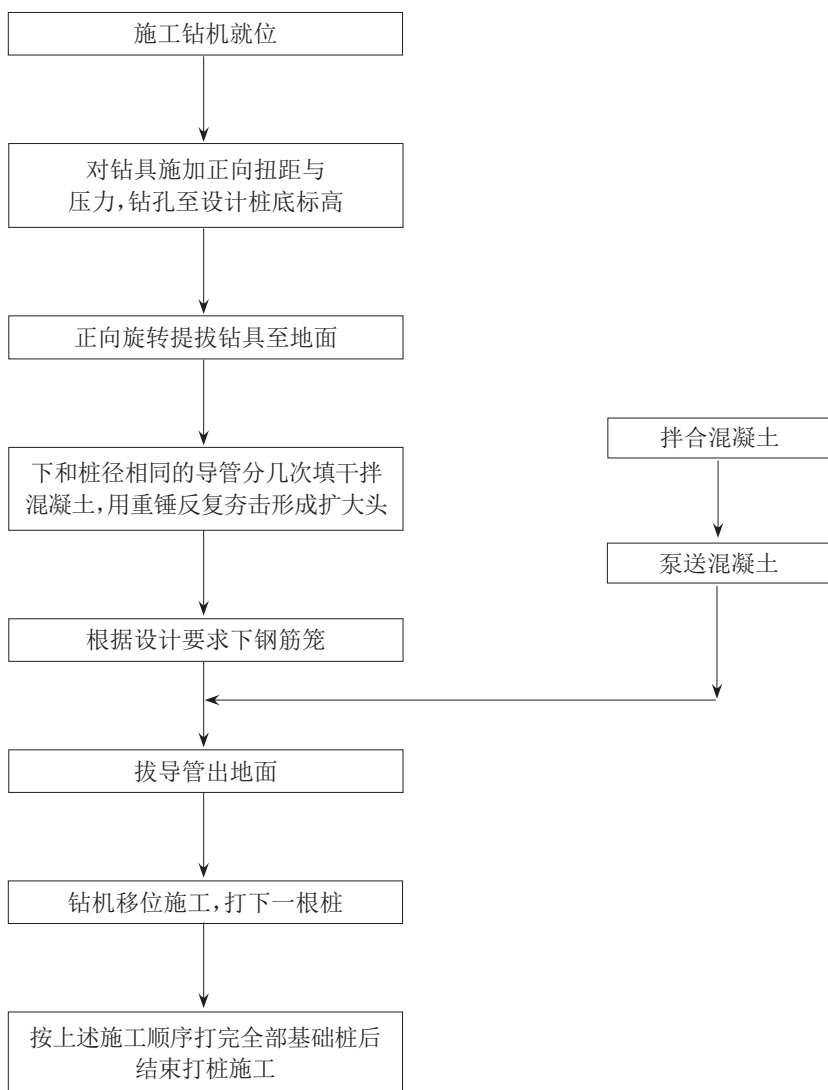 施工钻机就位
对钻具施加正向扭距与
压力,钻孔至设计桩底标高
正向旋转提拔钻具至地面
下和桩径相同的导管分几次填干拌
混凝土,用重锤反复夯击形成扩大头
根据设计要求下钢筋笼
拌合混凝土
泵送混凝土
拔导管出地面
钻机移位施工,打下一根桩
按上述施工顺序打完全部基础桩后
结束打桩施工